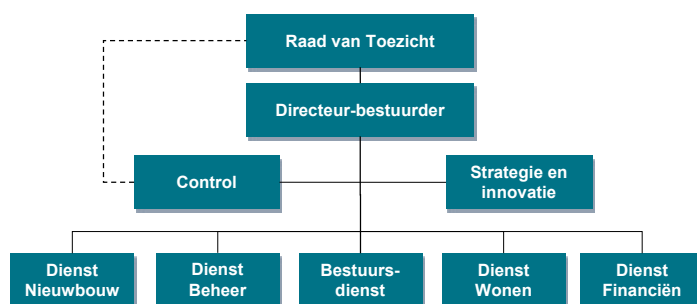 Raad van Toezicht
Directeur-bestuurder
Control
Strategie en
innovatie
Dienst
Nieuwbouw
Dienst
Beheer
Bestuurs-
dienst
Dienst
Wonen
Dienst
Financiën